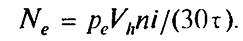 Nₑ = pₑVₕni/(30τ).